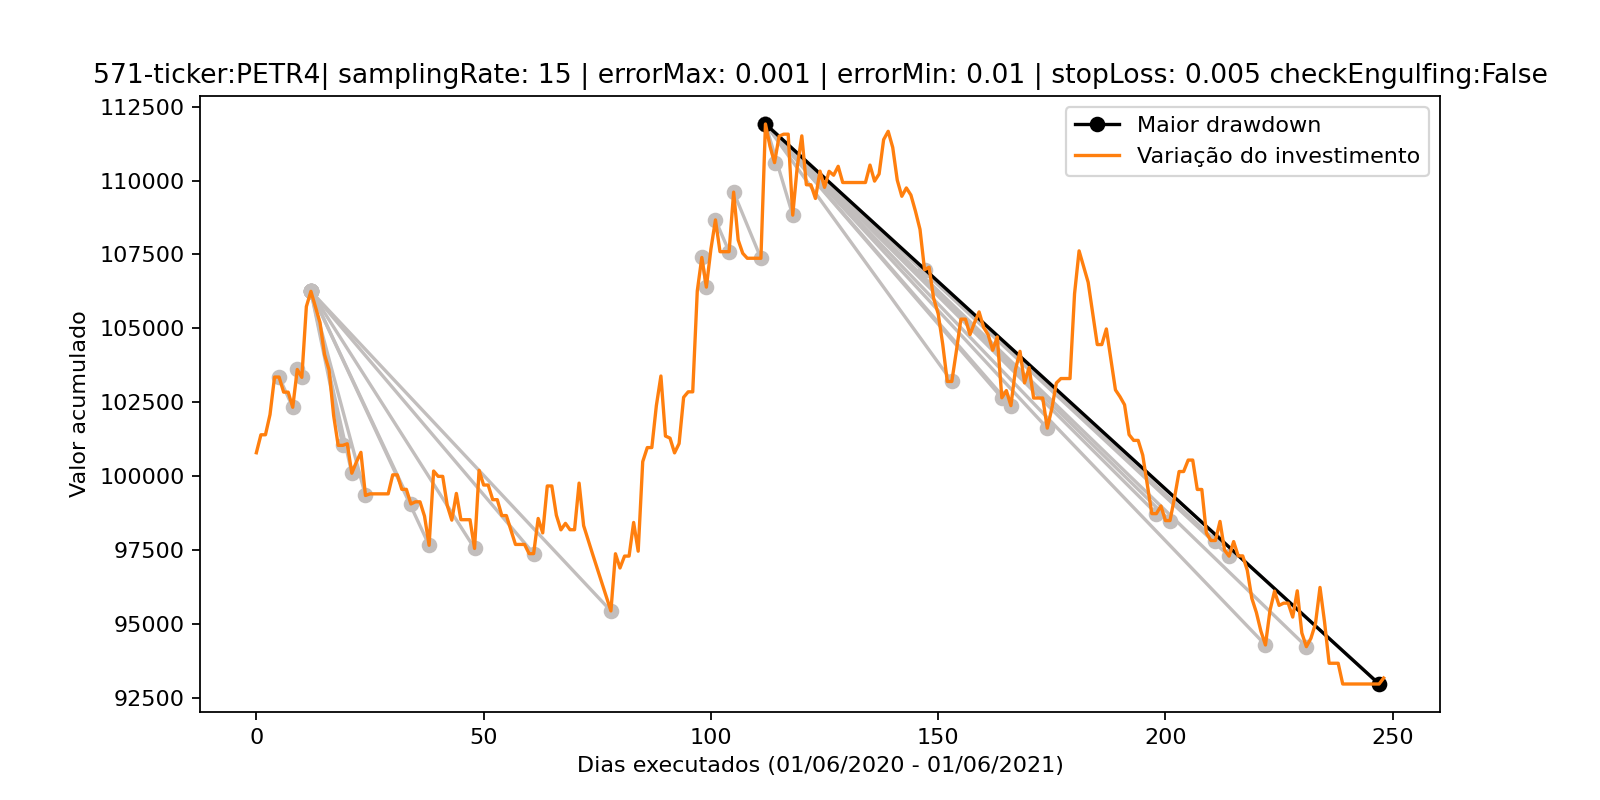 571-ticker:PETR4| samplingRate: 15 | errorMax: 0.001 | errorMin: 0.01 | stopLoss: 0.005 checkEngulfing:False
Maior drawdown
Variação do investimento
Valor acumulado
112500
110000
107500
105000
102500
100000
97500
95000
92500
0 50 100 150 200 250
Dias executados (01/06/2020 - 01/06/2021)